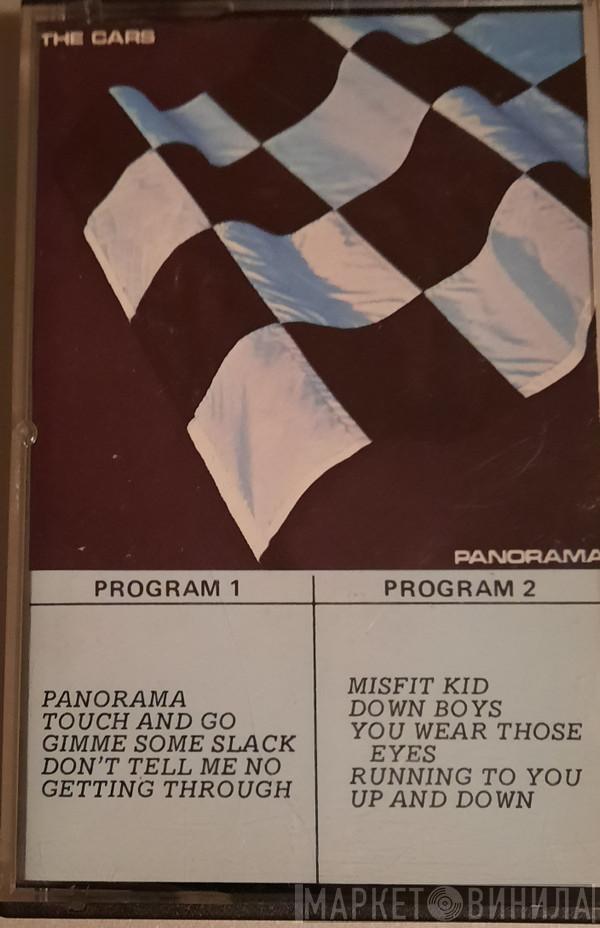 THE CARS
PANORAMA
PROGRAM 1
PANORAMA
TOUCH AND GO
GIMME SOME SLACK
DON'T TELL ME NO
GETTING THROUGH
PROGRAM 2
MISFIT KID
DOWN BOYS
YOU WEAR THOSE
EYES
RUNNING TO YOU
UP AND DOWN
МАРКЕТ ВИНИЛА